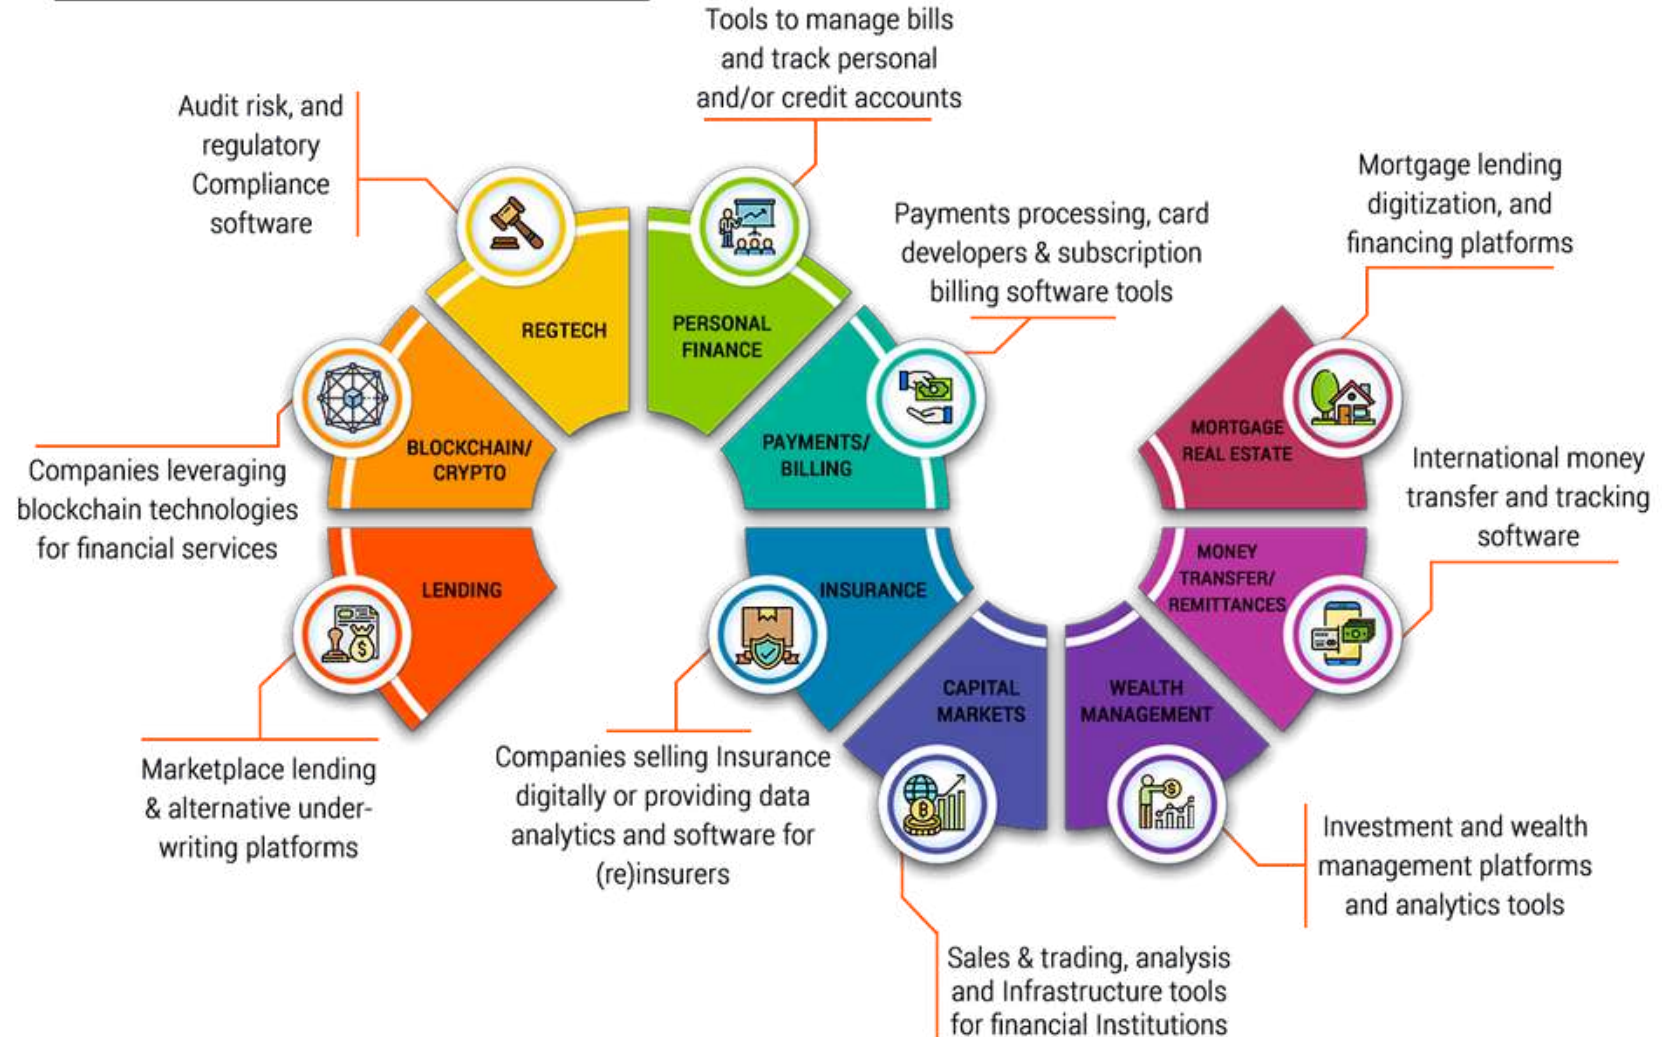 Tools to manage bills
and track personal
and/or credit accounts
Audit risk, and
regulatory
Compliance
software
Mortgage lending
digitization, and
financing platforms
Payments processing, card
developers & subscription
billing software tools
REGTECH
PERSONAL
FINANCE
BLOCKCHAIN/
CRYPTO
PAYMENTS/
BILLING
MORTGAGE
REAL ESTATE
Companies leveraging
blockchain technologies
for financial services
International money
transfer and tracking
software
LENDING
INSURANCE
MONEY
TRANSFER/
REMITTANCES
CAPITAL
MARKETS
WEALTH
MANAGEMENT
Marketplace lending
& alternative under-
writing platforms
Companies selling Insurance
digitally or providing data
analytics and software for
(re)insurers
Investment and wealth
management platforms
and analytics tools
Sales & trading, analysis
and Infrastructure tools
for financial Institutions